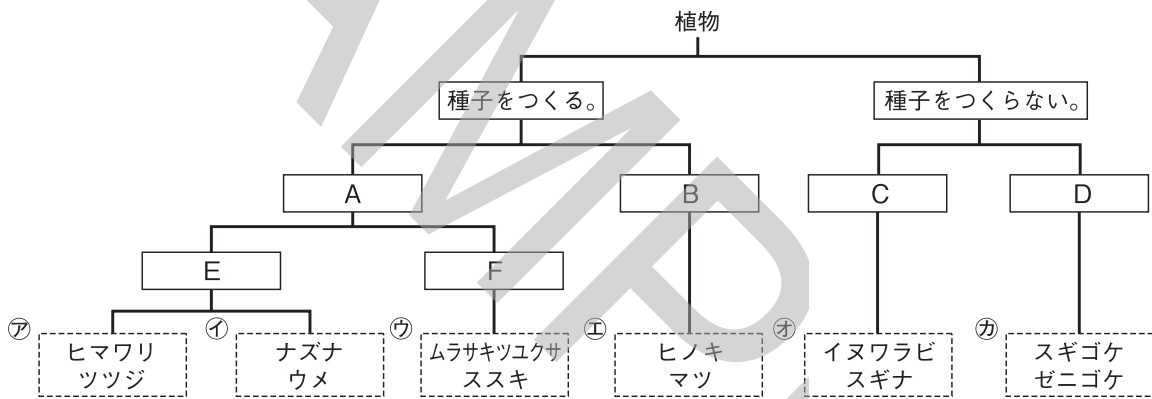 植物
種子をつくる。
種子をつくらない。
A
B
C
D
E
F
㋐
ヒマワリ
ツツジ
㋑
ナズナ
ウメ
㋒
ムラサキツユクサ
ススキ
㋓
ヒノキ
マツ
㋔
イヌワラビ
スギナ
㋕
スギゴケ
ゼニゴケ